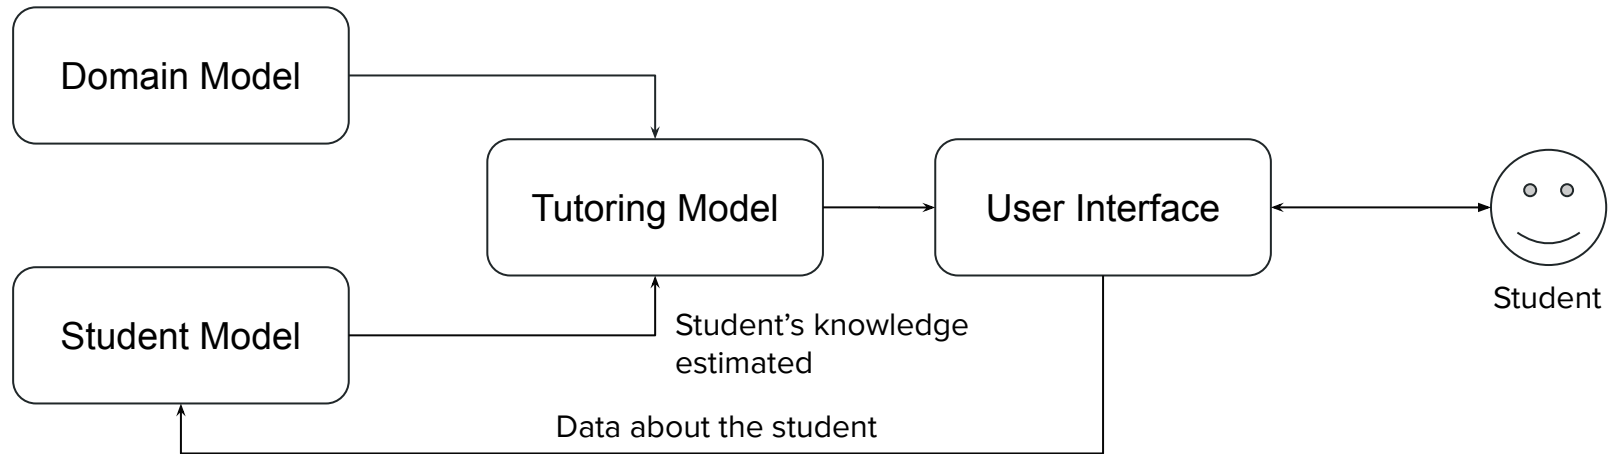 Domain Model
Tutoring Model
User Interface
Student
Student Model
Student’s knowledge
estimated
Data about the student